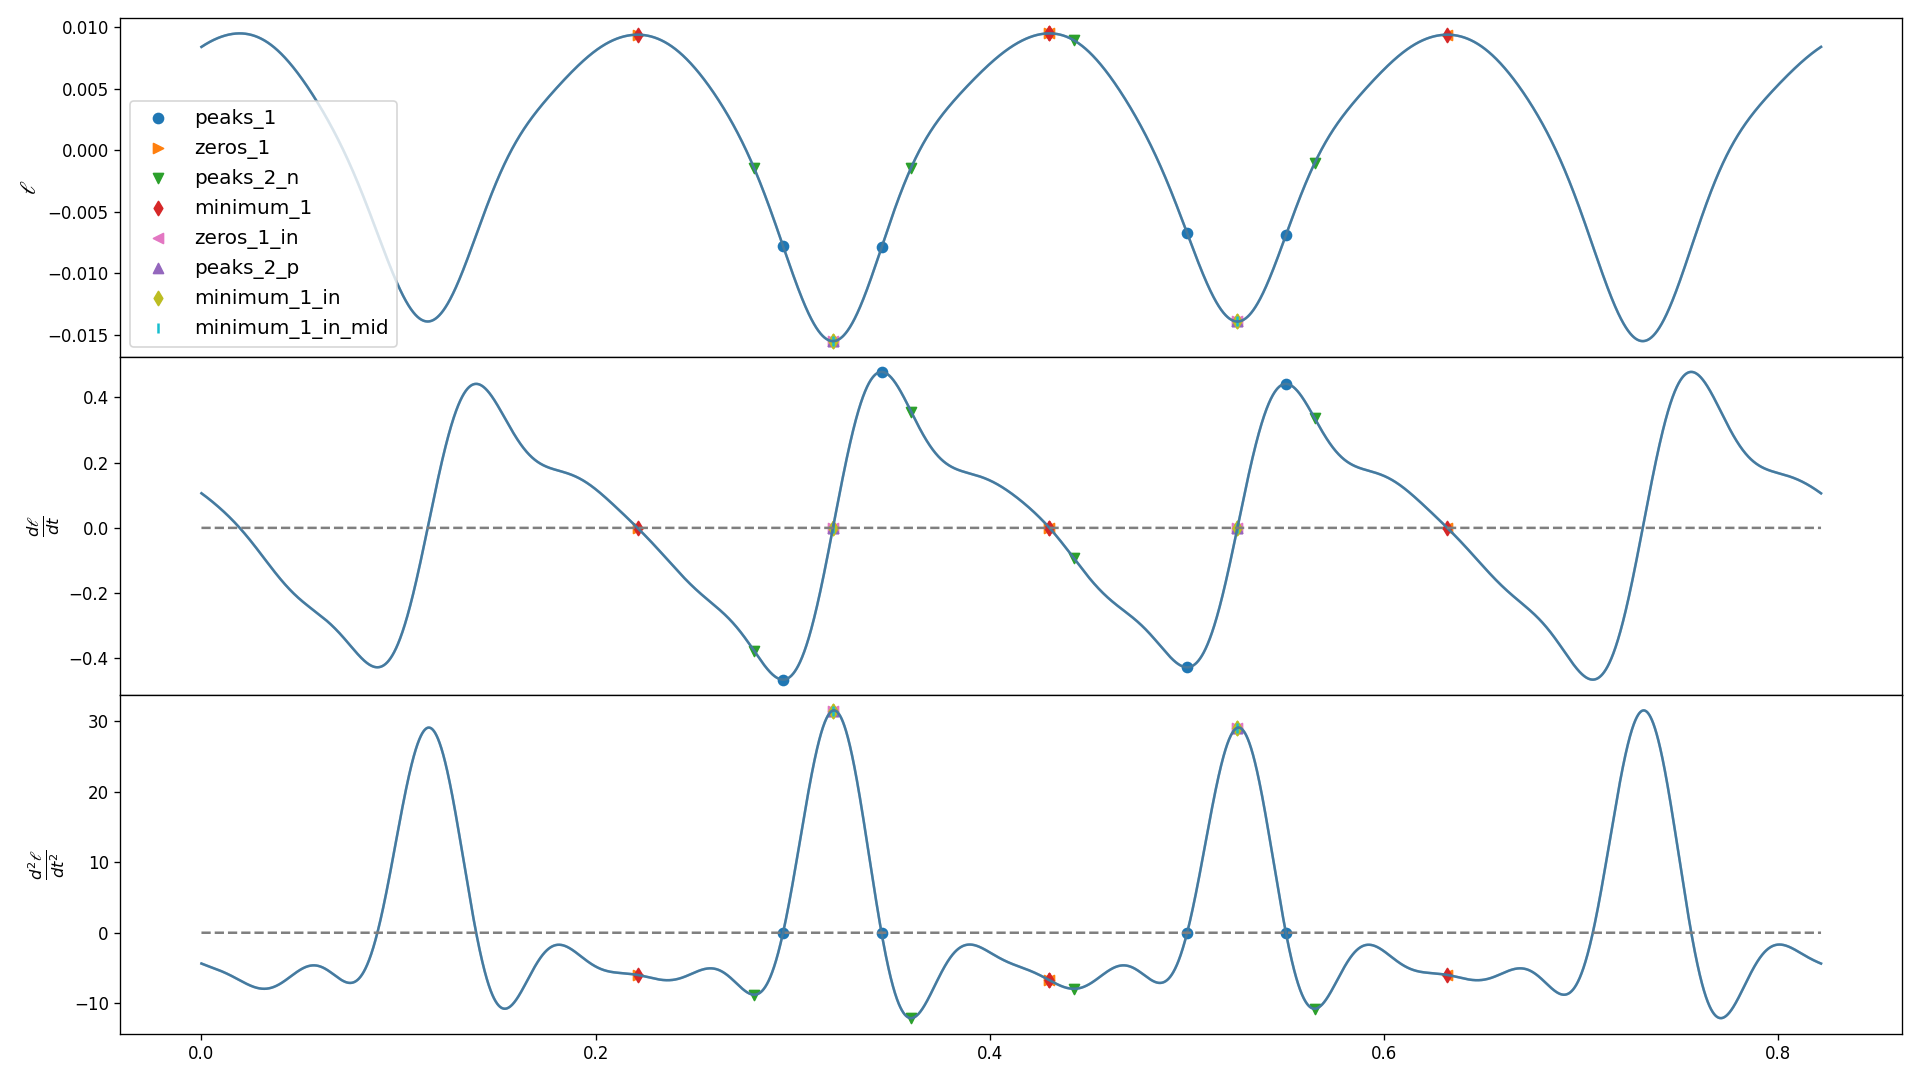 0.010
0.005
0.000
−0.005
−0.010
−0.015
ℓ
peaks_1
zeros_1
peaks_2_n
minimum_1
zeros_1_in
peaks_2_p
minimum_1_in
minimum_1_in_mid
0.4
0.2
0.0
−0.2
−0.4
dℓ
dt
30
20
10
0
−10
d²ℓ
dt²
0.0 0.2 0.4 0.6 0.8